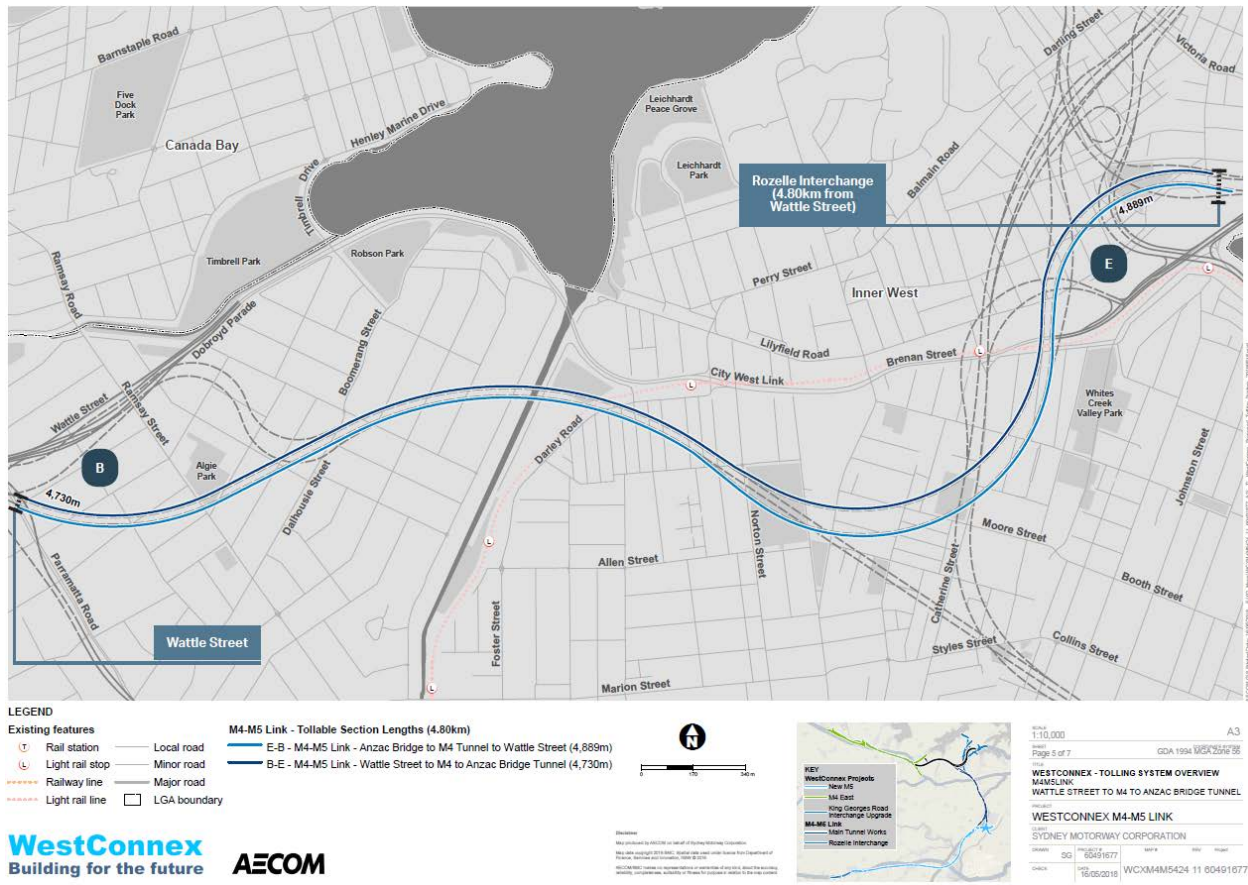 Barnstaple Road
Five
Dock
Park
Canada Bay
Henley Marine Drive
Timbrell
Drive
Timbrell Park
Robson Park
Ramsay Road
Dobroyd Parade
Boomerang Street
Wattle Street
Ramsay Street
B
Algie
Park
4,730m
Dalhousie Street
Parramatta Road
Wattle Street
Leichhardt
Peace Grove
Leichhardt
Park
Darling Street
Victoria Road
Balmain Road
Rozelle Interchange
(4.80km from
Wattle Street)
4,889m
E
L
Perry Street
Inner West
Lilyfield Road
Brenan Street
L
City West Link
L
Whites
Creek
Valley Park
Johnston Street
Darley Road
L
Norton Street
Moore Street
Allen Street
Booth Street
Catherine Street
Foster Street
Styles Street
Collins Street
Marion Street
L
LEGEND
Existing features
T Rail station
L Light rail stop
Railway line
Light rail line
Local road
Minor road
Major road
LGA boundary
M4-M5 Link - Tollable Section Lengths (4.80km)
E-B - M4-M5 Link - Anzac Bridge to M4 Tunnel to Wattle Street (4,889m)
B-E - M4-M5 Link - Wattle Street to M4 to Anzac Bridge Tunnel (4,730m)
N
0 170 340 m
WestConnex
Building for the future
AECOM
Disclaimer
KEY
WestConnex Projects
New M5
M4 East
King Georges Road
Interchange Upgrade
M4-M5 Link
Main Tunnel Works
Rozelle Interchange
SCALE
1:10,000 A3
SHEET
Page 5 of 7
GDA 1994 MGA Zone 56
TITLE
WESTCONNEX - TOLLING SYSTEM OVERVIEW
M4M5LINK
WATTLE STREET TO M4 TO ANZAC BRIDGE TUNNEL
PROJECT
WESTCONNEX M4-M5 LINK
CLIENT
SYDNEY MOTORWAY CORPORATION
DRAWN SG
PROJECT # 60491677
MAP #
CHECK
DATE 16/05/2018
WCXM4M5424 11 60491677